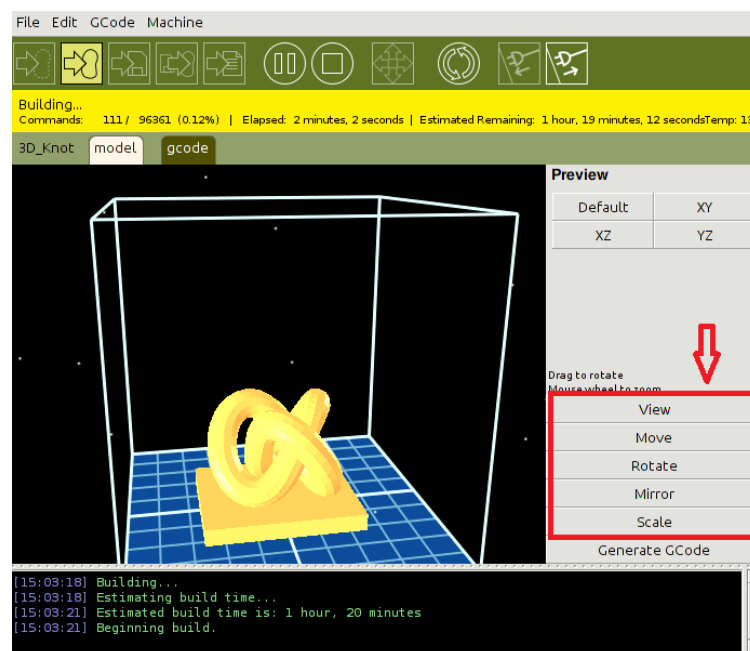 File Edit GCode Machine
Building...
Commands: 111 / 96361 (0.12%) | Elapsed: 2 minutes, 2 seconds | Estimated Remaining: 1 hour, 19 minutes, 12 secondsTemp: 13
3D_Knot model gcode
Preview
Default XY
XZ YZ
Drag to rotate
Mouse wheel to zoom
View
Move
Rotate
Mirror
Scale
Generate GCode
[15:03:18] Building...
[15:03:18] Estimating build time...
[15:03:21] Estimated build time is: 1 hour, 20 minutes
[15:03:21] Beginning build.